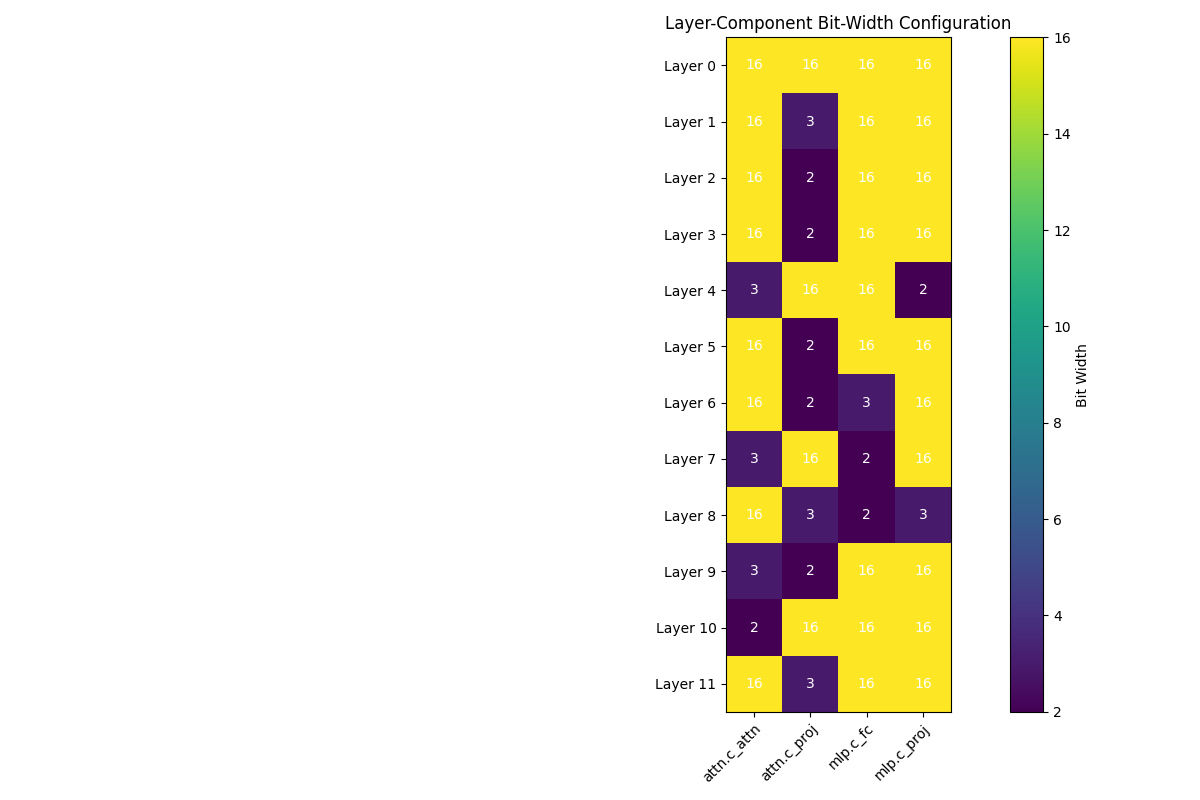 Layer-Component Bit-Width Configuration
Layer 0 16 16 16 16
Layer 1 16 3 16 16
Layer 2 16 2 16 16
Layer 3 16 2 16 16
Layer 4 3 16 16 2
Layer 5 16 2 16 16
Layer 6 16 2 3 16
Layer 7 3 16 2 16
Layer 8 16 3 2 3
Layer 9 3 2 16 16
Layer 10 2 16 16 16
Layer 11 16 3 16 16
attn.c_attn attn.c_proj mlp.c_fc mlp.c_proj
16
14
12
10
8
6
4
2
Bit Width